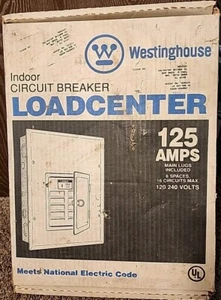 Westinghouse
Indoor
CIRCUIT BREAKER
LOADCENTER
125
AMPS
MAIN LUGS
INCLUDED
8 SPACES
16 CIRCUITS MAX
120 240 VOLTS
Meets National Electric Code
UL